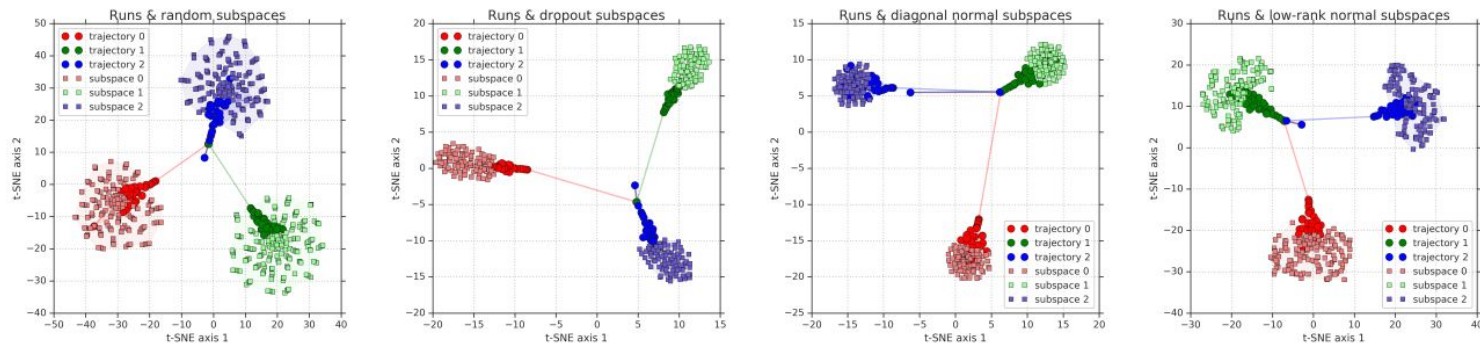 Runs & random subspaces
trajectory 0
trajectory 1
trajectory 2
subspace 0
subspace 1
subspace 2
t-SNE axis 2
50
40
30
20
10
0
−10
−20
−30
−40
−50 −40 −30 −20 −10 0 10 20 30 40
t-SNE axis 1
Runs & dropout subspaces
trajectory 0
trajectory 1
trajectory 2
subspace 0
subspace 1
subspace 2
t-SNE axis 2
20
15
10
5
0
−5
−10
−15
−20
−20 −15 −10 −5 0 5 10 15
t-SNE axis 1
Runs & diagonal normal subspaces
t-SNE axis 2
15
10
5
0
−5
−10
−15
−20
−25
trajectory 0
trajectory 1
trajectory 2
subspace 0
subspace 1
subspace 2
−20 −15 −10 −5 0 5 10 15 20
t-SNE axis 1
Runs & low-rank normal subspaces
t-SNE axis 2
30
20
10
0
−10
−20
−30
−40
trajectory 0
trajectory 1
trajectory 2
subspace 0
subspace 1
subspace 2
−30 −20 −10 0 10 20 30 40
t-SNE axis 1